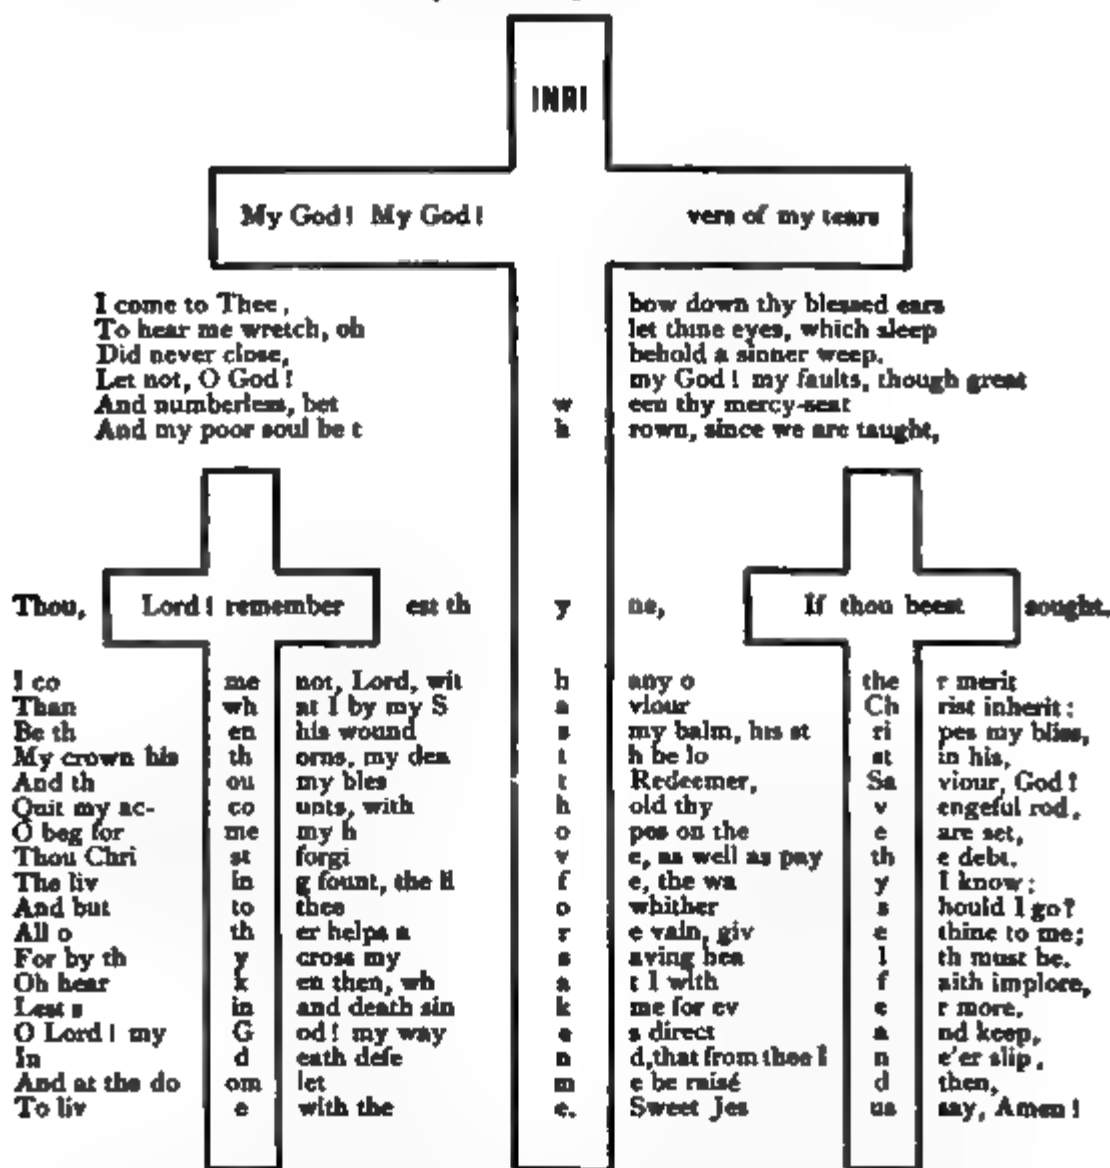 INRI
My God! My God! vers of my tears
I come to Thee, bow down thy blessed ears
To hear me wretch, oh let thine eyes, which sleep
Did never close, behold a sinner weep.
Let not, O God! my God! my faults, though great
And numberless, bet w een thy mercy-seat
And my poor soul be t h rown, since we are taught,
Thou, Lord! remember est th y ne, If thou beest sought.
I co me not, Lord, wit h any o the r merit
Than wh at I by my S a viour Ch rist inherit:
Be th en his wound s my balm, his st ri pes my bliss,
My crown his th orns, my dea t h be lo st in his,
And th ou my bles t Redeemer, Sa viour, God!
Quit my ac- co unts, with h old thy v engeful rod,
O beg for me my h o pes on the e are set,
Thou Chri st forgi v e, as well as pay th e debt.
The liv in g fount, the li f e, the wa y I know:
And but to thee o whither s hould I go?
All o th er helps a r e vain, giv e thine to me;
For by th y cross my s aving hea l th must be.
Oh hear k en then, wh a t I with f aith implore,
Lest s in and death sin k me for ev e r more.
O Lord! my G od! my way e s direct a nd keep,
In d eath defe n d, that from thee I n e'er slip,
And at the do om let m e be raisé d then,
To liv e with the e. Sweet Jes us say, Amen!